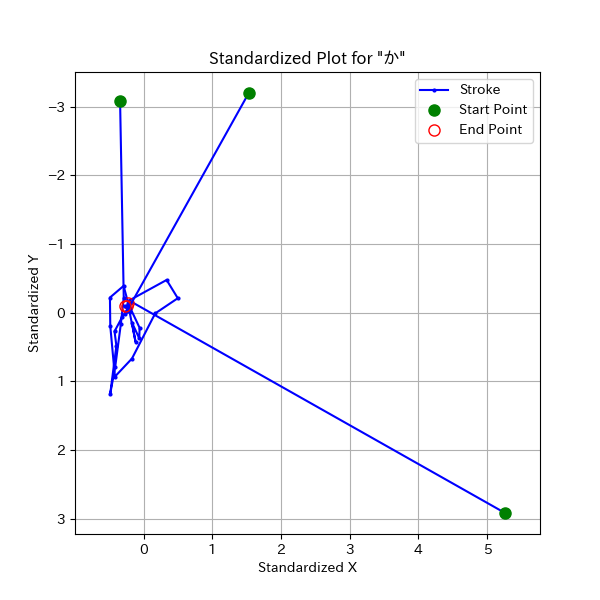 Standardized Plot for "か"
Stroke
Start Point
End Point
−3
−2
−1
0
1
2
3
Standardized Y
0 1 2 3 4 5
Standardized X